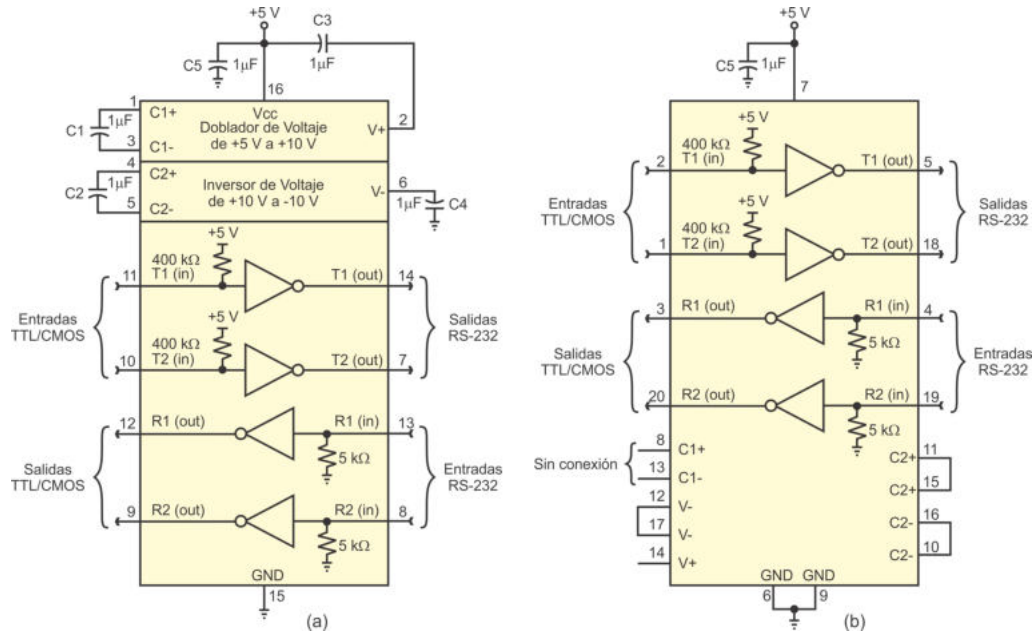 +5 V
C3
1µF
C5
1µF
16
1
C1+
Vcc
Doblador de Voltaje
de +5 V a +10 V
V+
2
C1
1µF
3
C1-
4
C2+
Inversor de Voltaje
de +10 V a -10 V
V-
6
1µF
C4
C2
1µF
5
C2-
+5 V
400 kΩ
11
T1 (in)
T1 (out)
14
Entradas
TTL/CMOS
Salidas
RS-232
+5 V
400 kΩ
10
T2 (in)
T2 (out)
7
12
R1 (out)
R1 (in)
13
5 kΩ
Salidas
TTL/CMOS
Entradas
RS-232
9
R2 (out)
R2 (in)
8
5 kΩ
GND
15
(a)
+5 V
C5
1µF
7
+5 V
400 kΩ
2
T1 (in)
T1 (out)
5
Entradas
TTL/CMOS
Salidas
RS-232
+5 V
400 kΩ
1
T2 (in)
T2 (out)
18
3
R1 (out)
R1 (in)
4
5 kΩ
Salidas
TTL/CMOS
Entradas
RS-232
20
R2 (out)
R2 (in)
19
5 kΩ
Sin conexión
8
C1+
13
C1-
12
V-
17
V-
14
V+
11
C2+
15
C2+
16
C2-
10
C2-
GND
GND
6
9
(b)